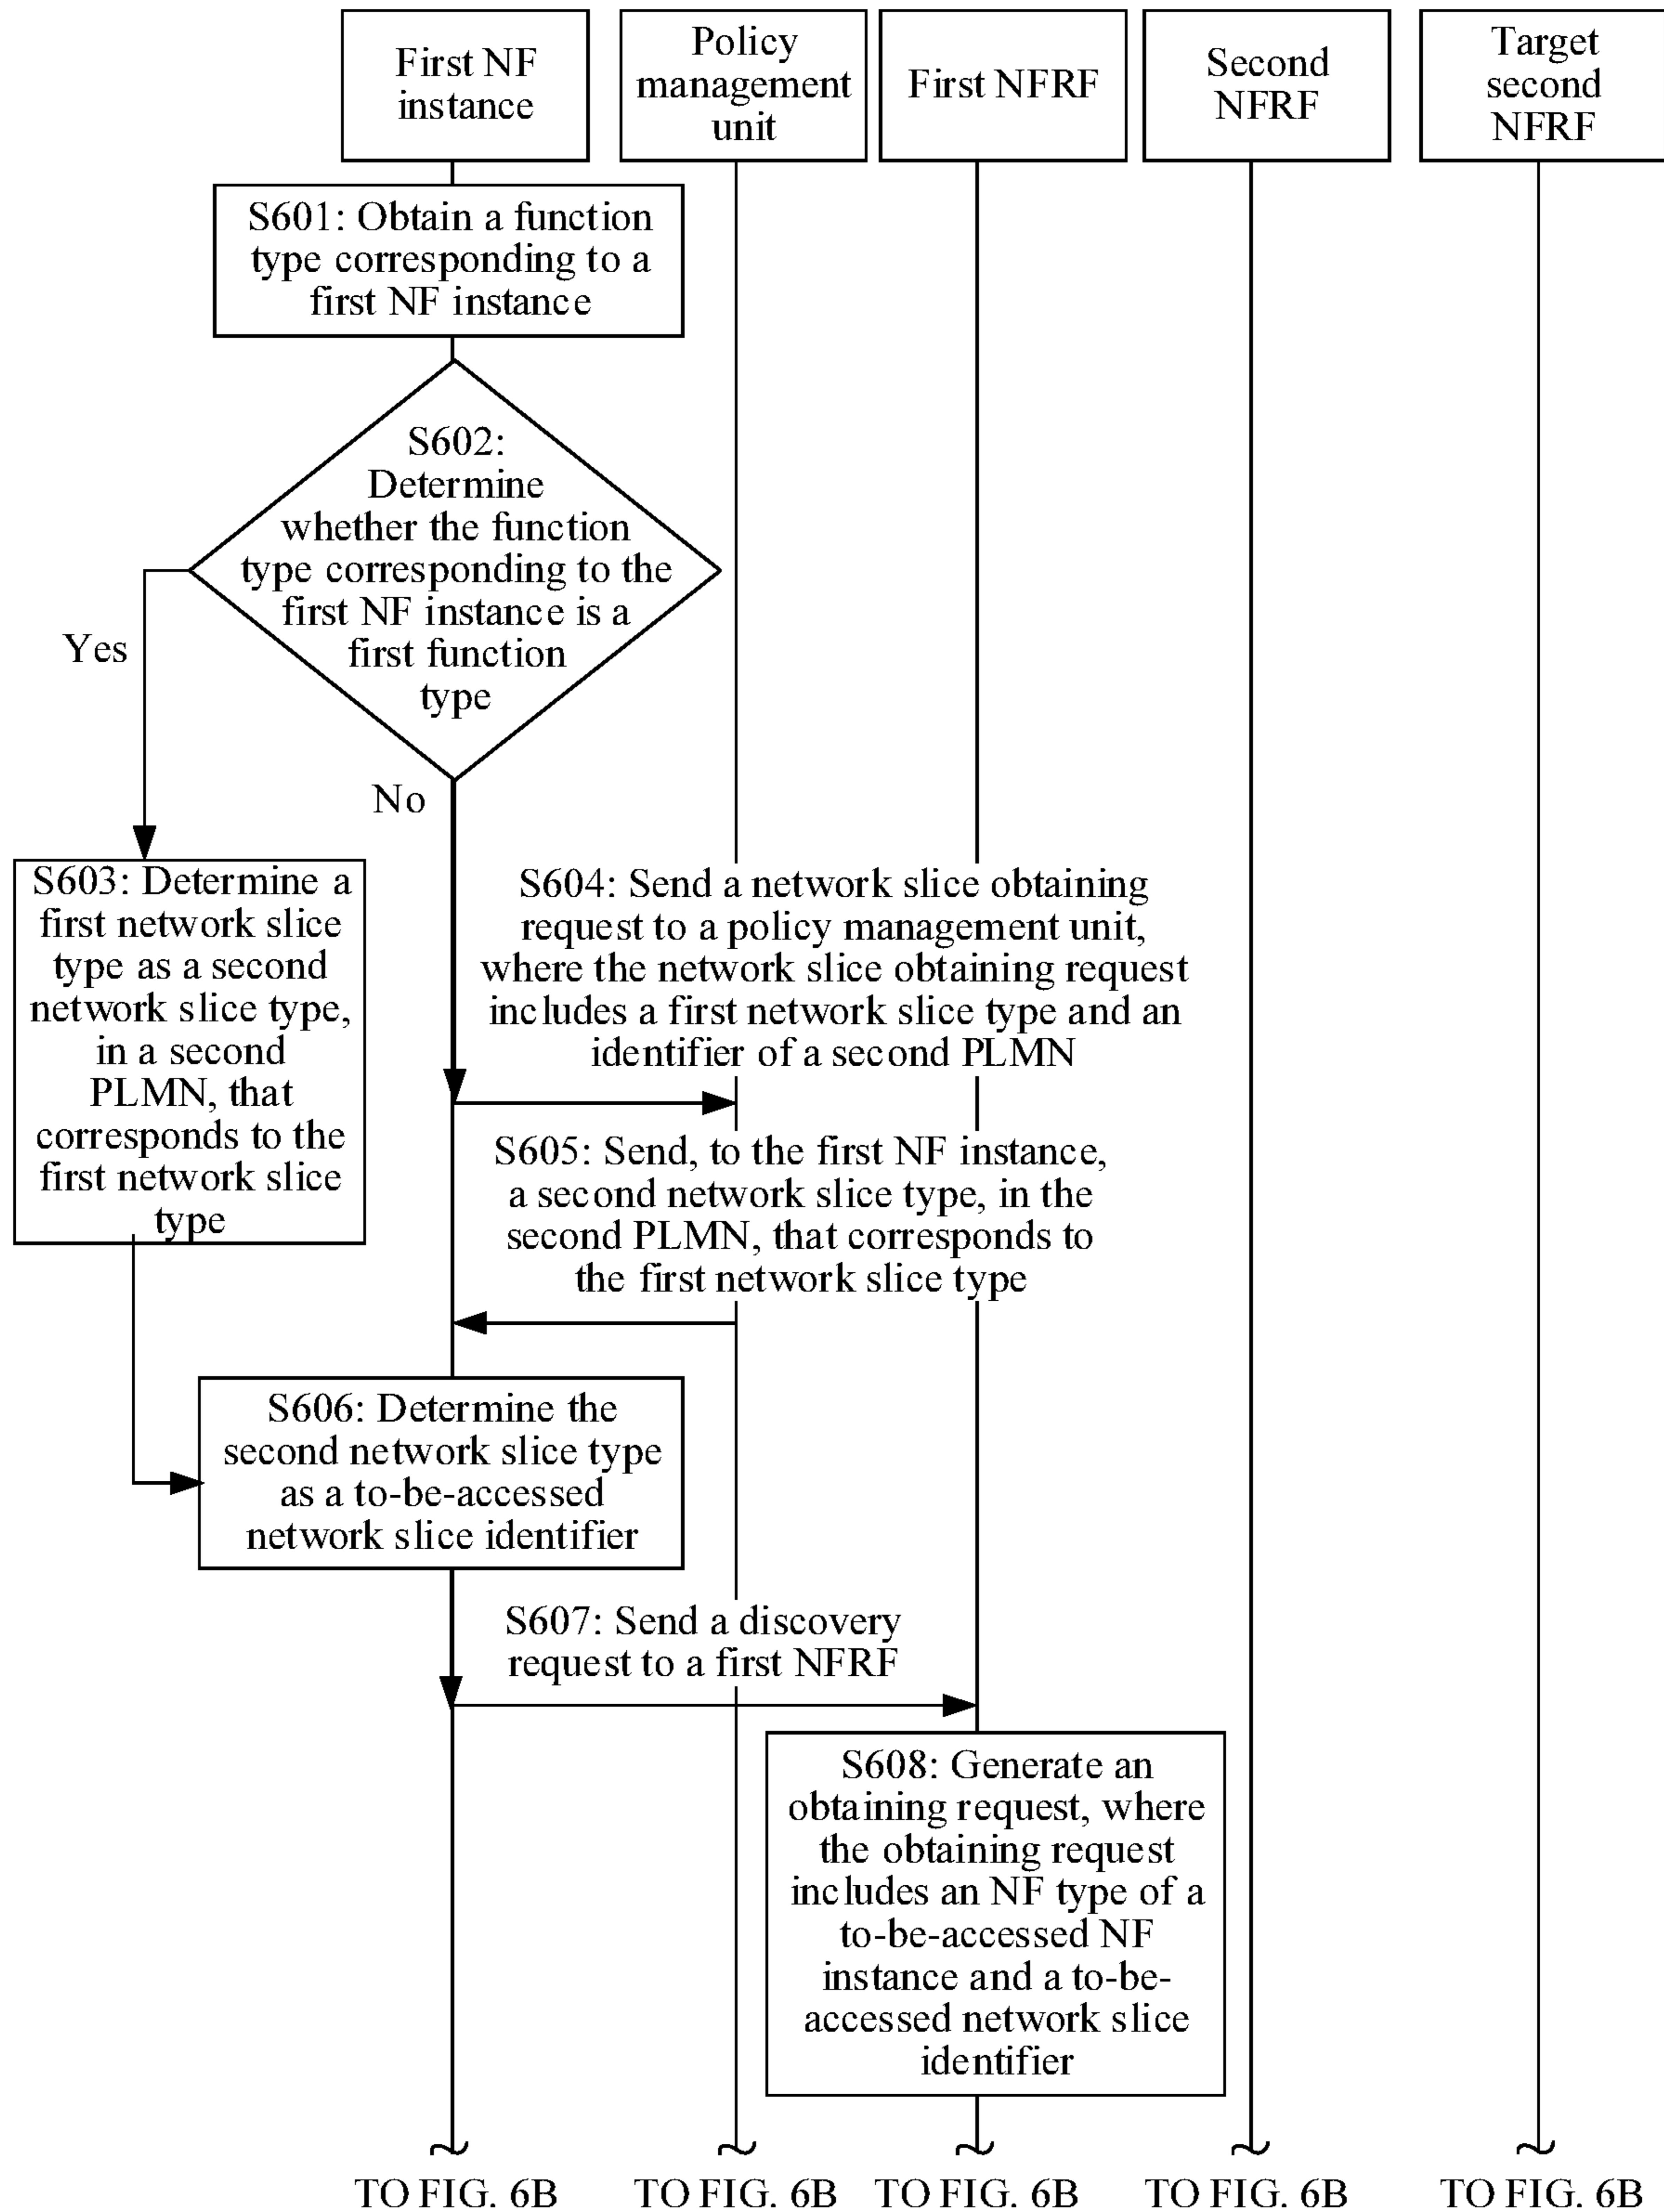 First NF
instance
Policy
management
unit
First NFRF
Second
NFRF
Target
second
NFRF
S601: Obtain a function
type corresponding to a
first NF instance
S602:
Determine
whether the function
type corresponding to the
first NF instance is a
first function
type
Yes
No
S603: Determine a
first network slice
type as a second
network slice type,
in a second
PLMN, that
corresponds to the
first network slice
type
S604: Send a network slice obtaining
request to a policy management unit,
where the network slice obtaining request
includes a first network slice type and an
identifier of a second PLMN
S605: Send, to the first NF instance,
a second network slice type, in the
second PLMN, that corresponds to
the first network slice type
S606: Determine the
second network slice type
as a to-be-accessed
network slice identifier
S607: Send a discovery
request to a first NFRF
S608: Generate an
obtaining request, where
the obtaining request
includes an NF type of a
to-be-accessed NF
instance and a to-be-
accessed network slice
identifier
TO FIG. 6B
TO FIG. 6B
TO FIG. 6B
TO FIG. 6B
TO FIG. 6B